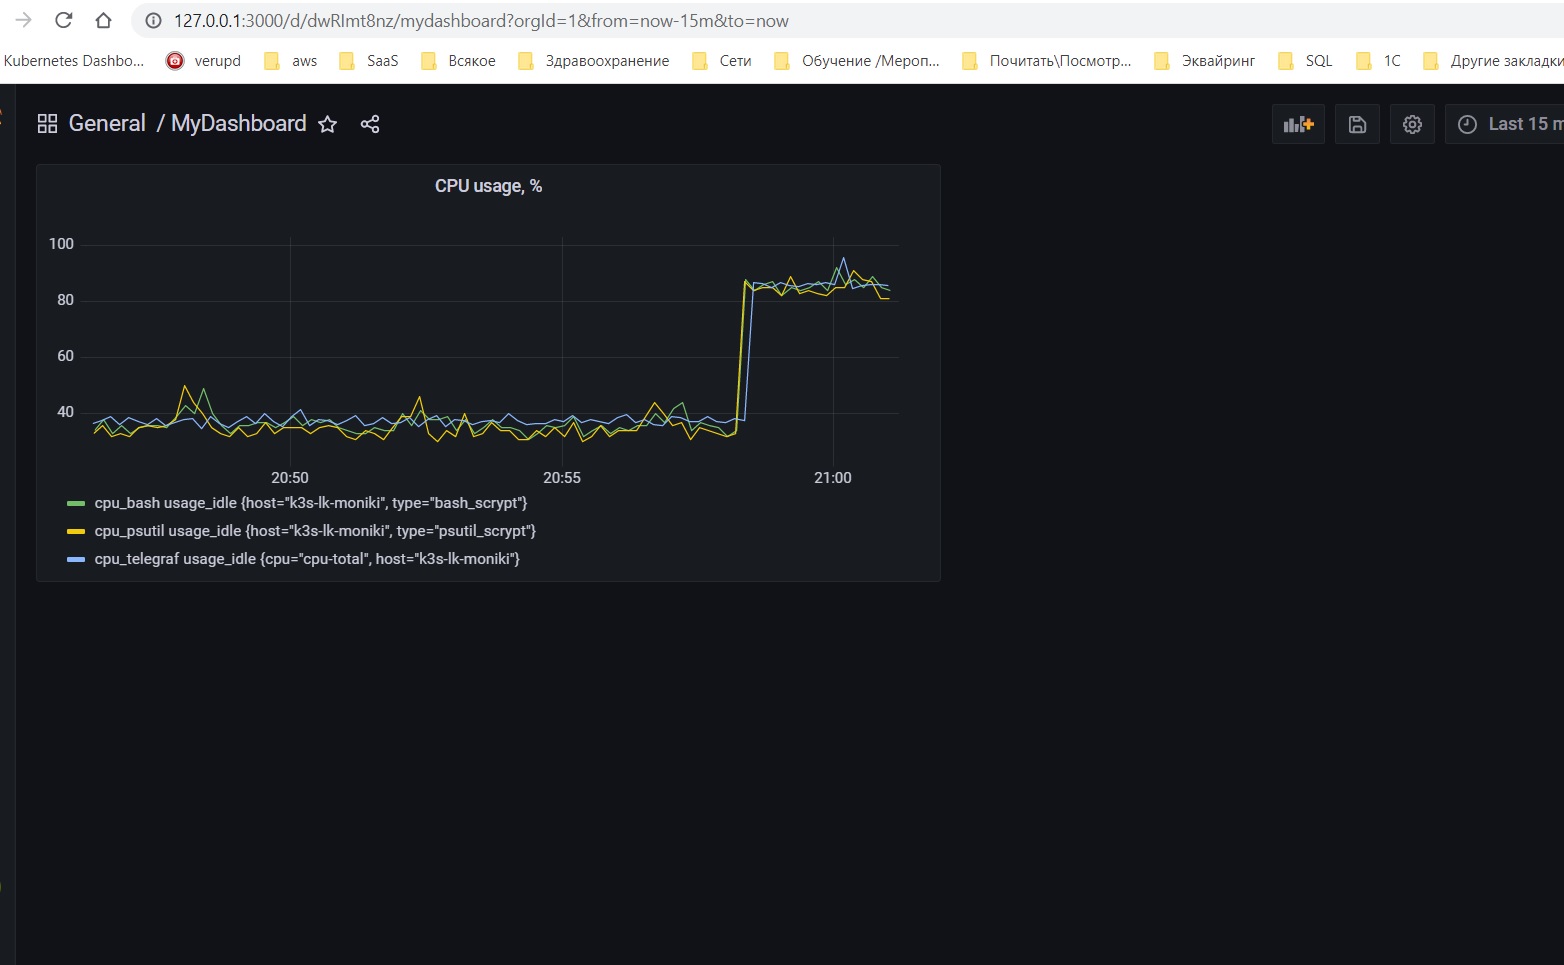 127.0.0.1:3000/d/dwRImt8nz/mydashboard?orgId=1&from=now-15m&to=now
Kubernetes Dashbo... verupd aws SaaS Всякое Здравоохранение Сети Обучение /Мероп... Почитать\Посмотр... Эквайринг SQL 1С Другие закладки
General / MyDashboard Last 15 m
CPU usage, %
100
80
60
40
20:50 20:55 21:00
cpu_bash usage_idle {host="k3s-lk-moniki", type="bash_scrypt"}
cpu_psutil usage_idle {host="k3s-lk-moniki", type="psutil_scrypt"}
cpu_telegraf usage_idle {cpu="cpu-total", host="k3s-lk-moniki"}